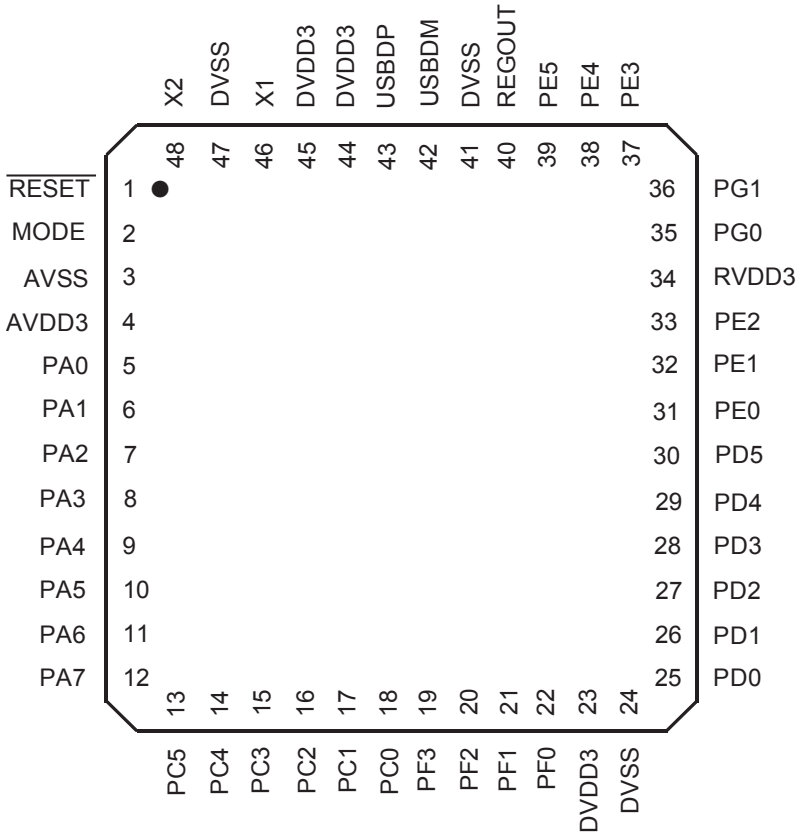 X2 DVSS X1 DVDD3 DVDD3 USBDP USBDM DVSS REGOUT PE5 PE4 PE3
48 47 46 45 44 43 42 41 40 39 38 37
RESET 1 36 PG1
MODE 2 35 PG0
AVSS 3 34 RVDD3
AVDD3 4 33 PE2
PA0 5 32 PE1
PA1 6 31 PE0
PA2 7 30 PD5
PA3 8 29 PD4
PA4 9 28 PD3
PA5 10 27 PD2
PA6 11 26 PD1
PA7 12 25 PD0
13 14 15 16 17 18 19 20 21 22 23 24
PC5 PC4 PC3 PC2 PC1 PC0 PF3 PF2 PF1 PF0 DVDD3 DVSS